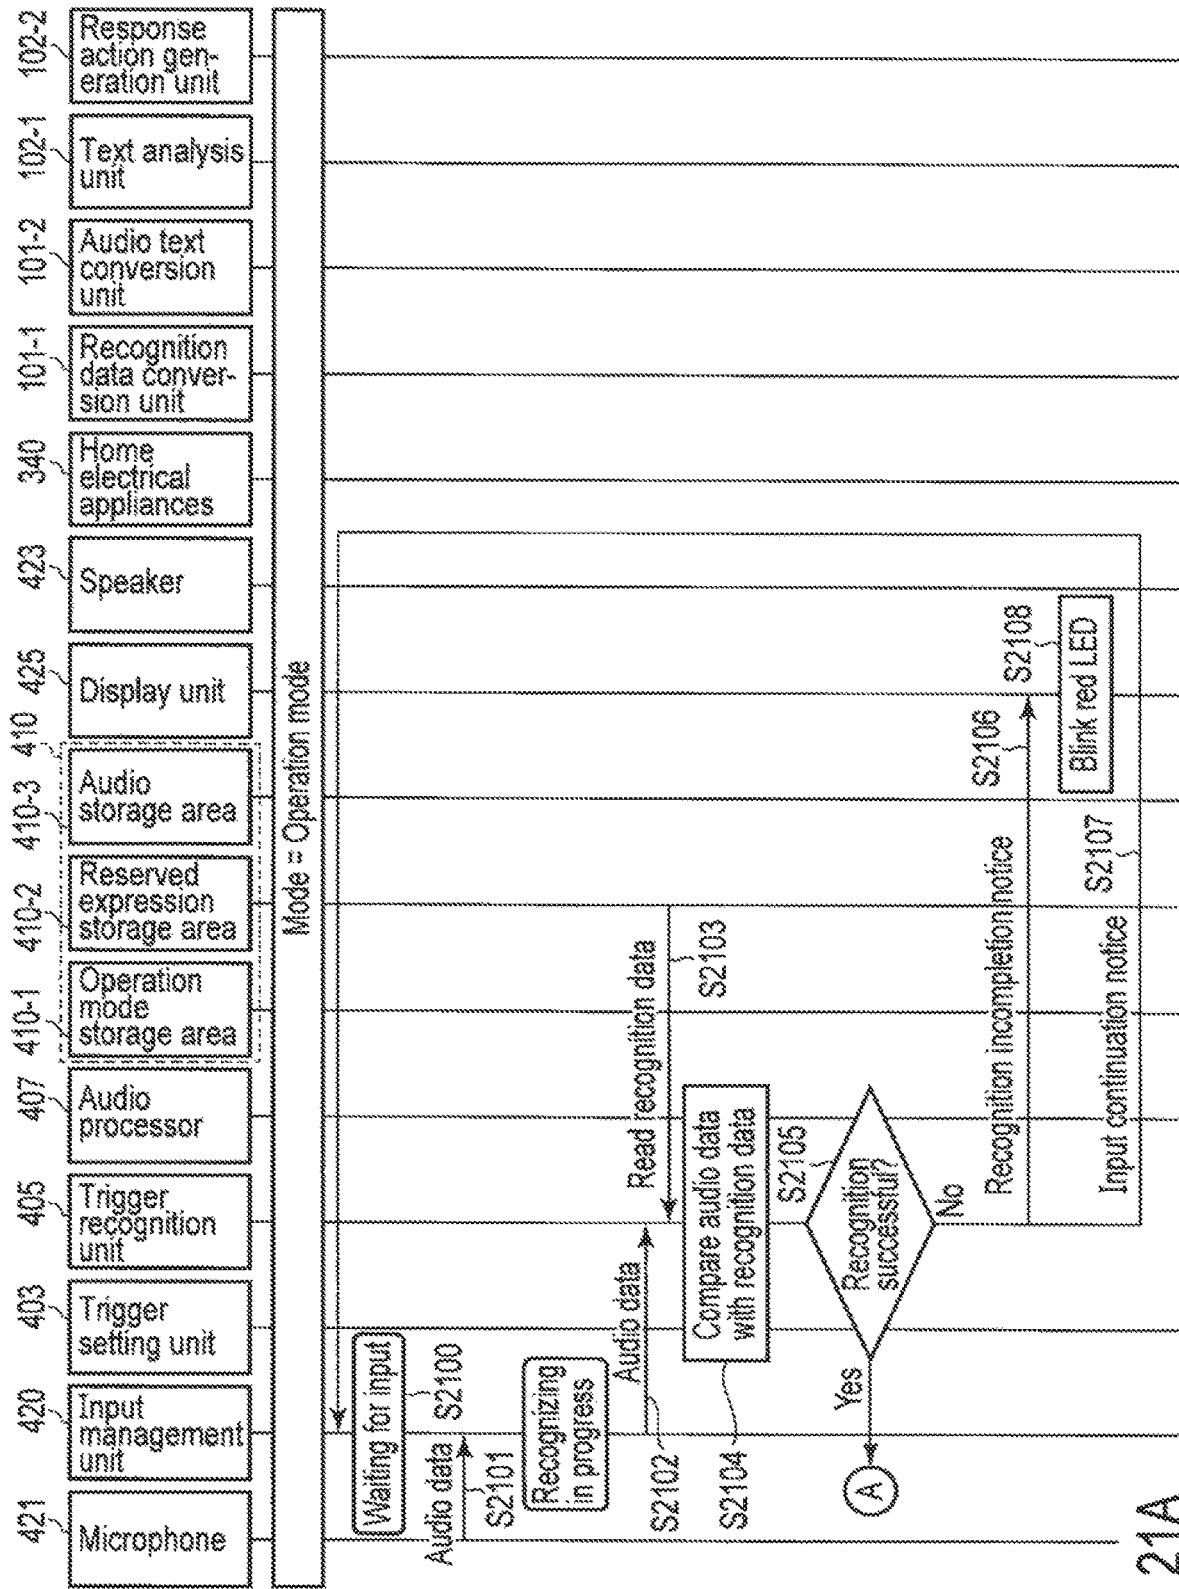 421
Microphone
420
Input
management
unit
403
Trigger
setting unit
405
Trigger
recognition
unit
407
Audio
processor
410-1
Operation
mode
storage area
410-2
Reserved
expression
storage area
410-3
Audio
storage area
410
425
Display unit
423
Speaker
340
Home
electrical
appliances
101-1
Recognition
data conver-
sion unit
101-2
Audio text
conversion
unit
102-1
Text analysis
unit
102-2
Response
action gen-
eration unit
Mode = Operation mode
Waiting for input
S2100
Audio data
S2101
Recognizing
in progress
Audio data
S2102
Read recognition data
S2103
Compare audio data
with recognition data
S2104
S2105
Recognition
successful?
Yes
A
No
Recognition incompletion notice
S2106
S2108
Blink red LED
Input continuation notice
S2107
21A